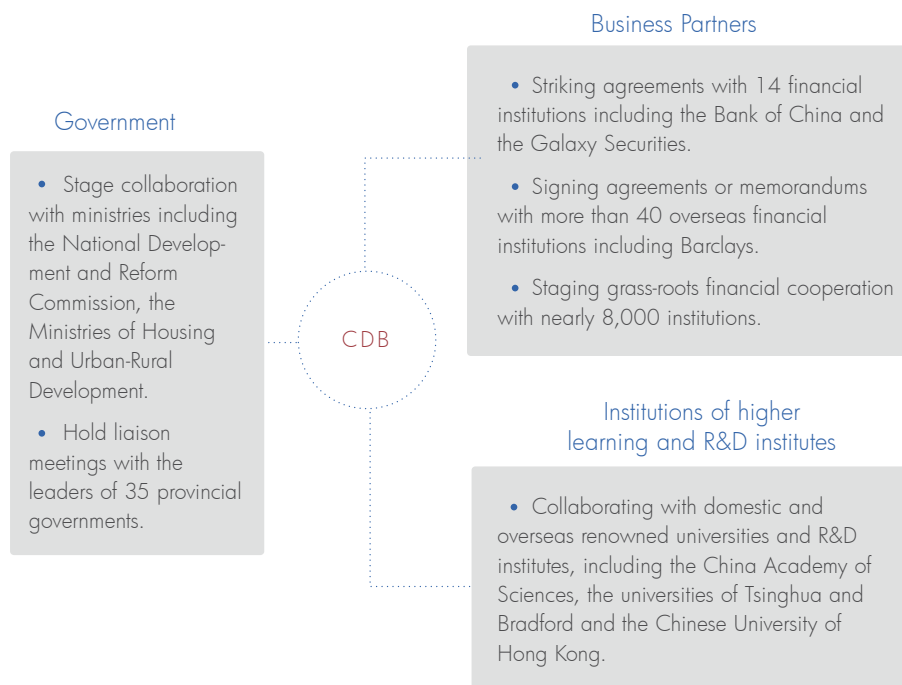 Government
• Stage collaboration
with ministries including
the National Develop-
ment and Reform
Commission, the
Ministries of Housing
and Urban-Rural
Development.
• Hold liaison
meetings with the
leaders of 35 provincial
governments.
CDB
Business Partners
• Striking agreements with 14 financial
institutions including the Bank of China and
the Galaxy Securities.
• Signing agreements or memorandums
with more than 40 overseas financial
institutions including Barclays.
• Staging grass-roots financial cooperation
with nearly 8,000 institutions.
Institutions of higher
learning and R&D institutes
• Collaborating with domestic and
overseas renowned universities and R&D
institutes, including the China Academy of
Sciences, the universities of Tsinghua and
Bradford and the Chinese University of
Hong Kong.